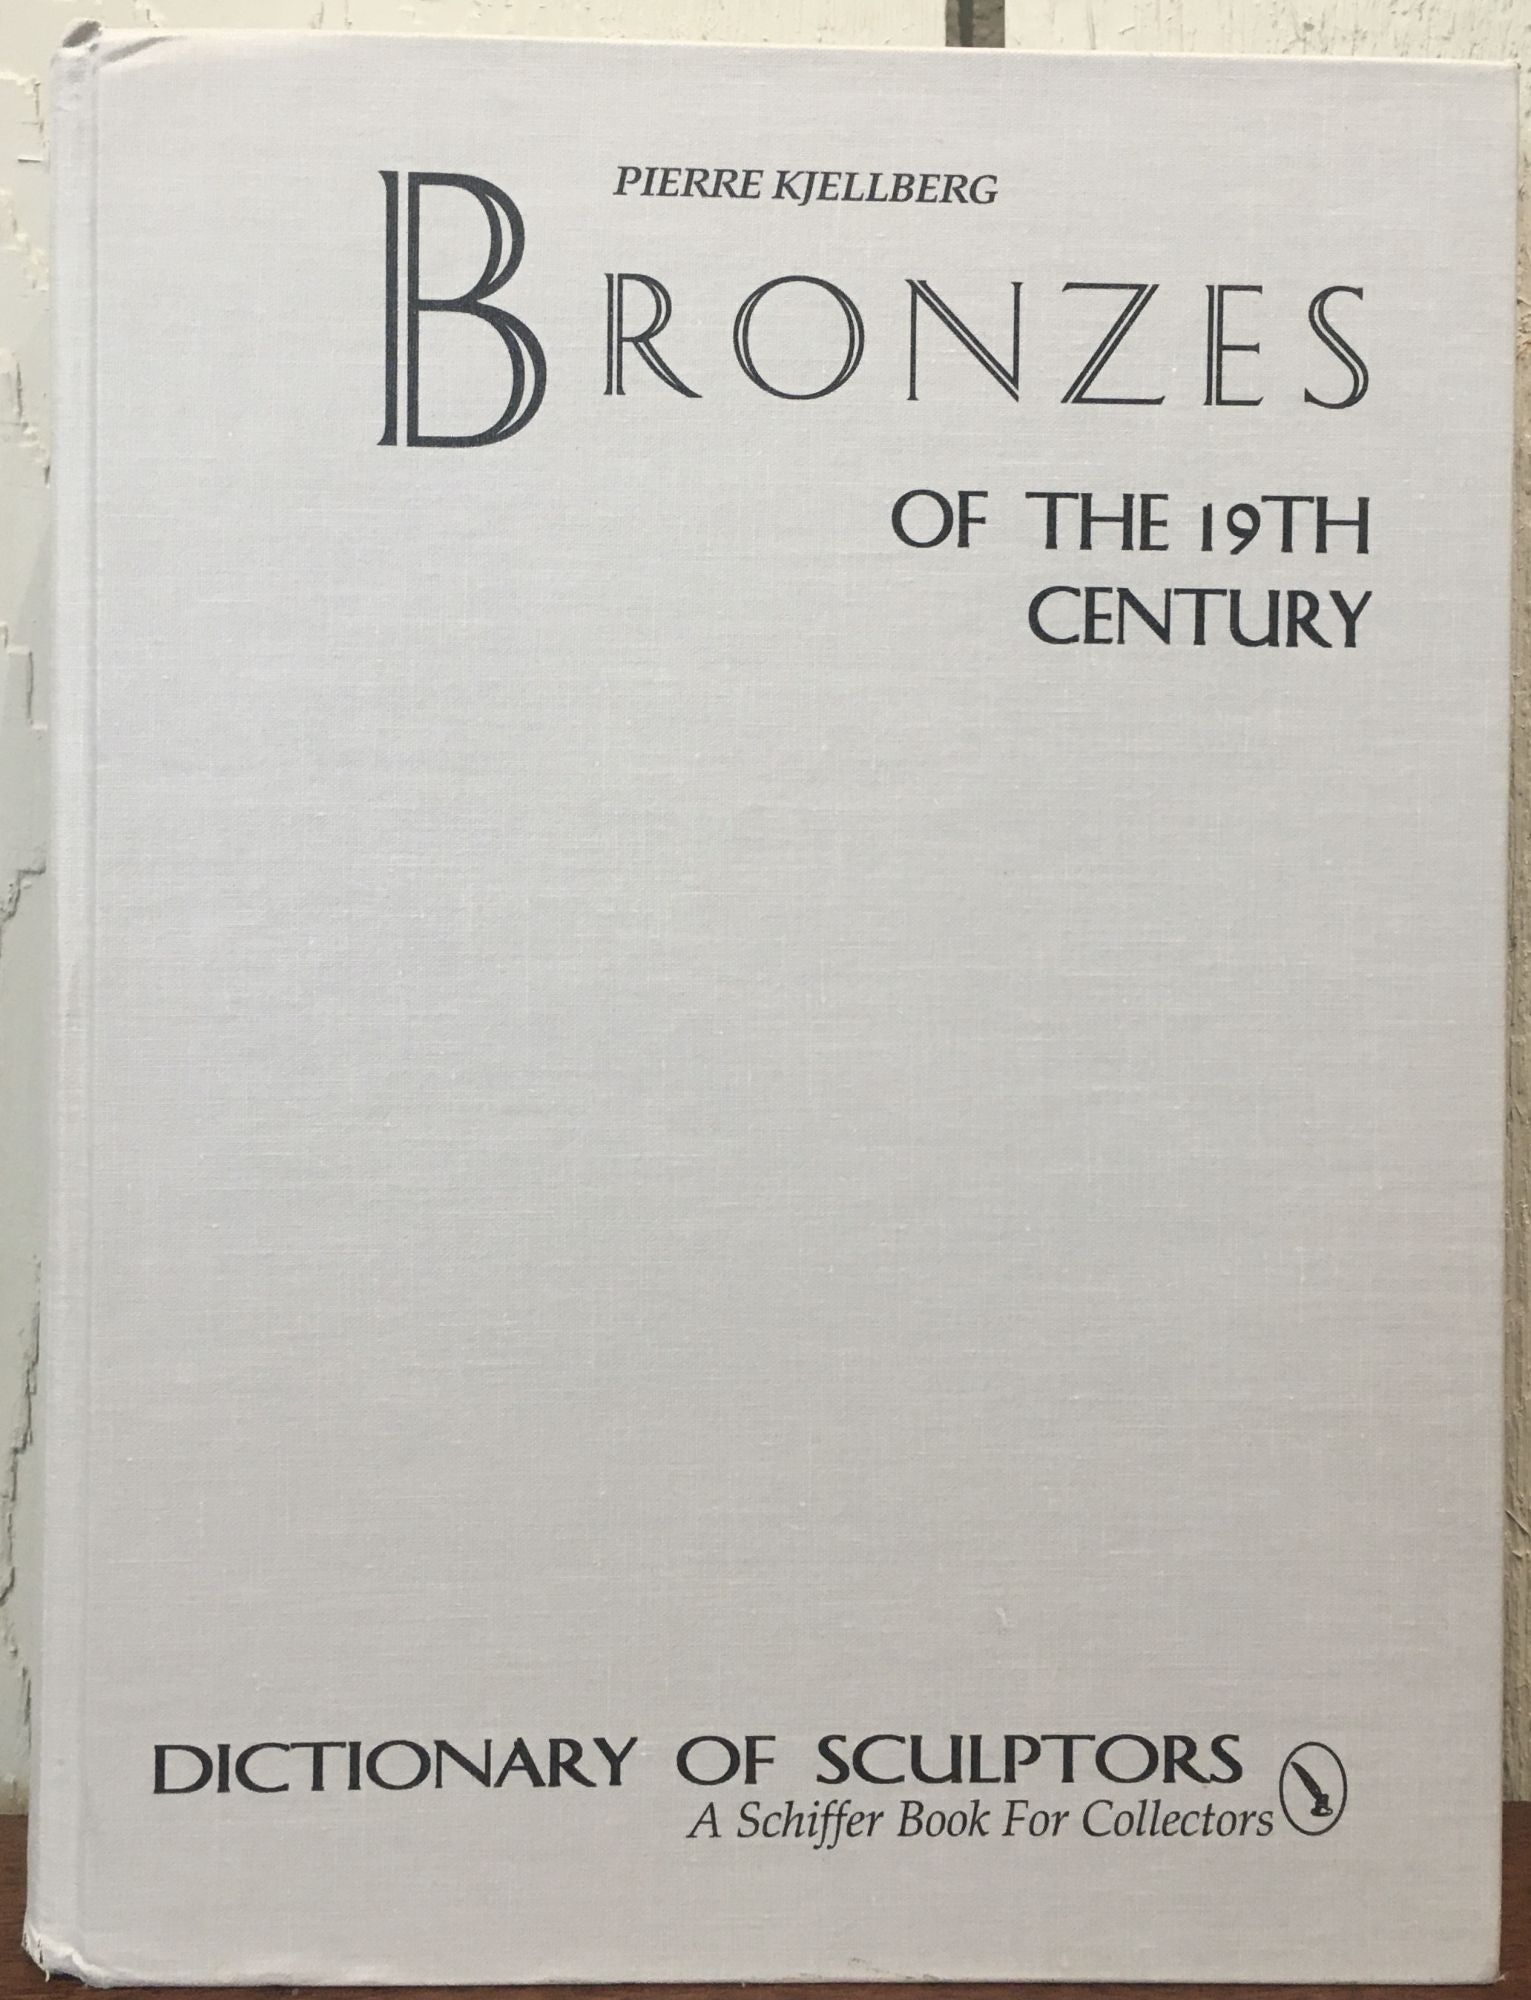 PIERRE KJELLBERG
BRONZES
OF THE 19TH
CENTURY
DICTIONARY OF SCULPTORS
A Schiffer Book For Collectors